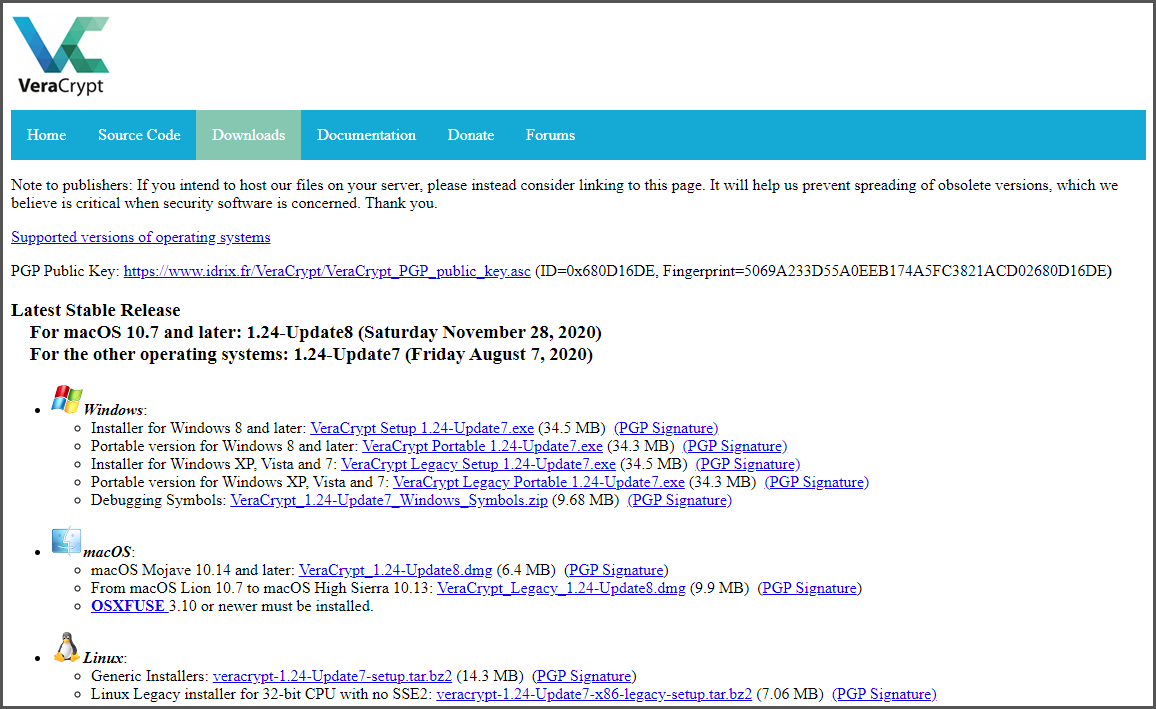 VeraCrypt
Home Source Code Downloads Documentation Donate Forums
Note to publishers: If you intend to host our files on your server, please instead consider linking to this page. It will help us prevent spreading of obsolete versions, which we
believe is critical when security software is concerned. Thank you.
Supported versions of operating systems
PGP Public Key: https://www.idrix.fr/VeraCrypt/VeraCrypt_PGP_public_key.asc (ID=0x680D16DE, Fingerprint=5069A233D55A0EEB174A5FC3821ACD02680D16DE)
Latest Stable Release
For macOS 10.7 and later: 1.24-Update8 (Saturday November 28, 2020)
For the other operating systems: 1.24-Update7 (Friday August 7, 2020)
Windows:
Installer for Windows 8 and later: VeraCrypt Setup 1.24-Update7.exe (34.5 MB) (PGP Signature)
Portable version for Windows 8 and later: VeraCrypt Portable 1.24-Update7.exe (34.3 MB) (PGP Signature)
Installer for Windows XP, Vista and 7: VeraCrypt Legacy Setup 1.24-Update7.exe (34.5 MB) (PGP Signature)
Portable version for Windows XP, Vista and 7: VeraCrypt Legacy Portable 1.24-Update7.exe (34.3 MB) (PGP Signature)
Debugging Symbols: VeraCrypt_1.24-Update7_Windows_Symbols.zip (9.68 MB) (PGP Signature)
macOS:
macOS Mojave 10.14 and later: VeraCrypt_1.24-Update8.dmg (6.4 MB) (PGP Signature)
From macOS Lion 10.7 to macOS High Sierra 10.13: VeraCrypt_Legacy_1.24-Update8.dmg (9.9 MB) (PGP Signature)
OSXFUSE 3.10 or newer must be installed.
Linux:
Generic Installers: veracrypt-1.24-Update7-setup.tar.bz2 (14.3 MB) (PGP Signature)
Linux Legacy installer for 32-bit CPU with no SSE2: veracrypt-1.24-Update7-x86-legacy-setup.tar.bz2 (7.06 MB) (PGP Signature)